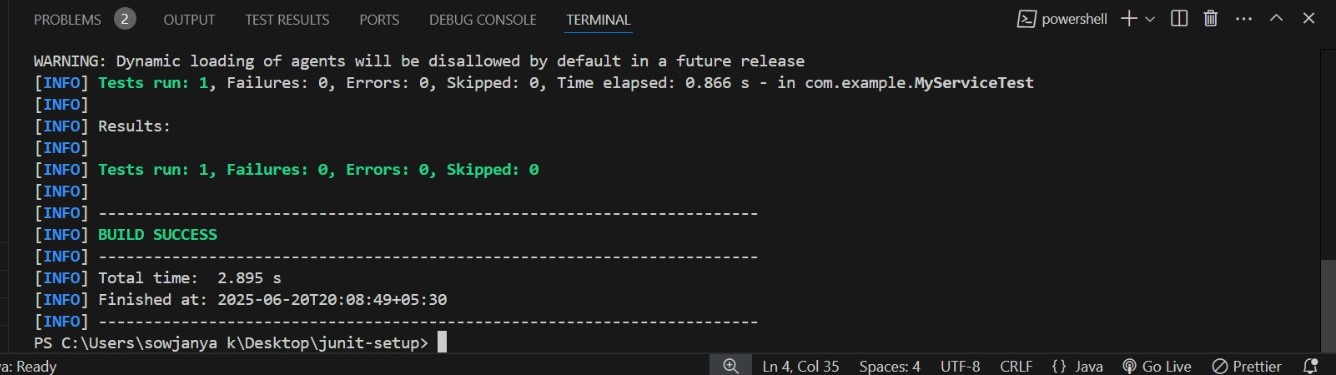 PROBLEMS 2 OUTPUT TEST RESULTS PORTS DEBUG CONSOLE TERMINAL powershell
WARNING: Dynamic loading of agents will be disallowed by default in a future release
[INFO] Tests run: 1, Failures: 0, Errors: 0, Skipped: 0, Time elapsed: 0.866 s - in com.example.MyServiceTest
[INFO]
[INFO] Results:
[INFO]
[INFO] Tests run: 1, Failures: 0, Errors: 0, Skipped: 0
[INFO]
[INFO] ------------------------------------------------------------------------
[INFO] BUILD SUCCESS
[INFO] ------------------------------------------------------------------------
[INFO] Total time:  2.895 s
[INFO] Finished at: 2025-06-20T20:08:49+05:30
[INFO] ------------------------------------------------------------------------
PS C:\Users\sowjanya k\Desktop\junit-setup>
a: Ready Ln 4, Col 35 Spaces: 4 UTF-8 CRLF {} Java Go Live Prettier